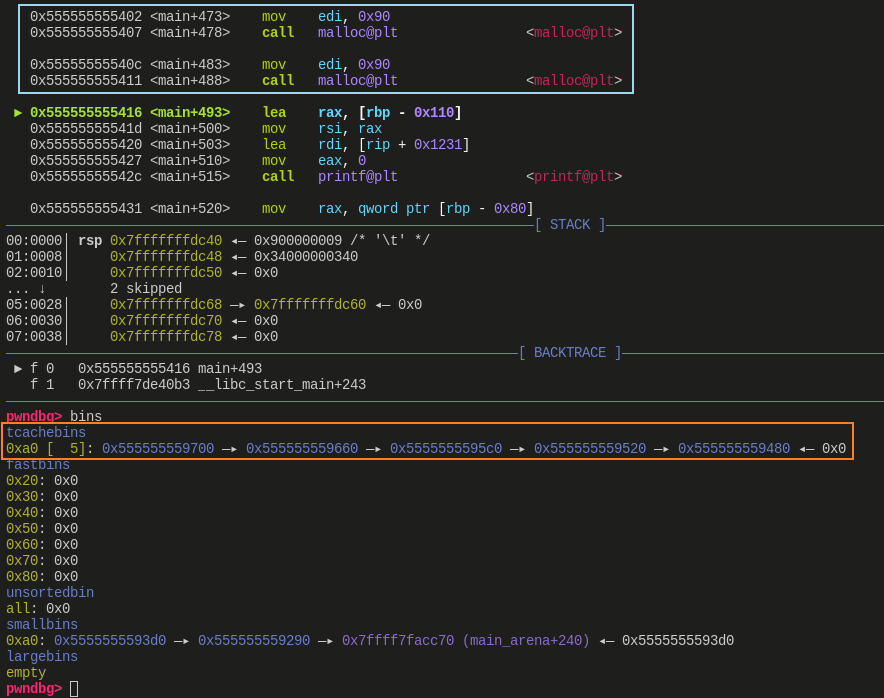 0x555555555402 <main+473>    mov    edi, 0x90
0x555555555407 <main+478>    call   malloc@plt                <malloc@plt>
0x55555555540c <main+483>    mov    edi, 0x90
0x555555555411 <main+488>    call   malloc@plt                <malloc@plt>
► 0x555555555416 <main+493>    lea    rax, [rbp - 0x110]
0x55555555541d <main+500>    mov    rsi, rax
0x555555555420 <main+503>    lea    rdi, [rip + 0x1231]
0x555555555427 <main+510>    mov    eax, 0
0x55555555542c <main+515>    call   printf@plt                <printf@plt>
0x555555555431 <main+520>    mov    rax, qword ptr [rbp - 0x80]
[ STACK ]
00:0000│ rsp 0x7fffffffdc40 ◂— 0x900000009 /* '\t' */
01:0008│     0x7fffffffdc48 ◂— 0x34000000340
02:0010│     0x7fffffffdc50 ◂— 0x0
... ↓        2 skipped
05:0028│     0x7fffffffdc68 —▸ 0x7fffffffdc60 ◂— 0x0
06:0030│     0x7fffffffdc70 ◂— 0x0
07:0038│     0x7fffffffdc78 ◂— 0x0
[ BACKTRACE ]
► f 0   0x555555555416 main+493
f 1   0x7ffff7de40b3 __libc_start_main+243
pwndbg> bins
tcachebins
0xa0 [  5]: 0x555555559700 —▸ 0x555555559660 —▸ 0x5555555595c0 —▸ 0x555555559520 —▸ 0x555555559480 ◂— 0x0
fastbins
0x20: 0x0
0x30: 0x0
0x40: 0x0
0x50: 0x0
0x60: 0x0
0x70: 0x0
0x80: 0x0
unsortedbin
all: 0x0
smallbins
0xa0: 0x5555555593d0 —▸ 0x555555559290 —▸ 0x7ffff7facc70 (main_arena+240) ◂— 0x5555555593d0
largebins
empty
pwndbg>